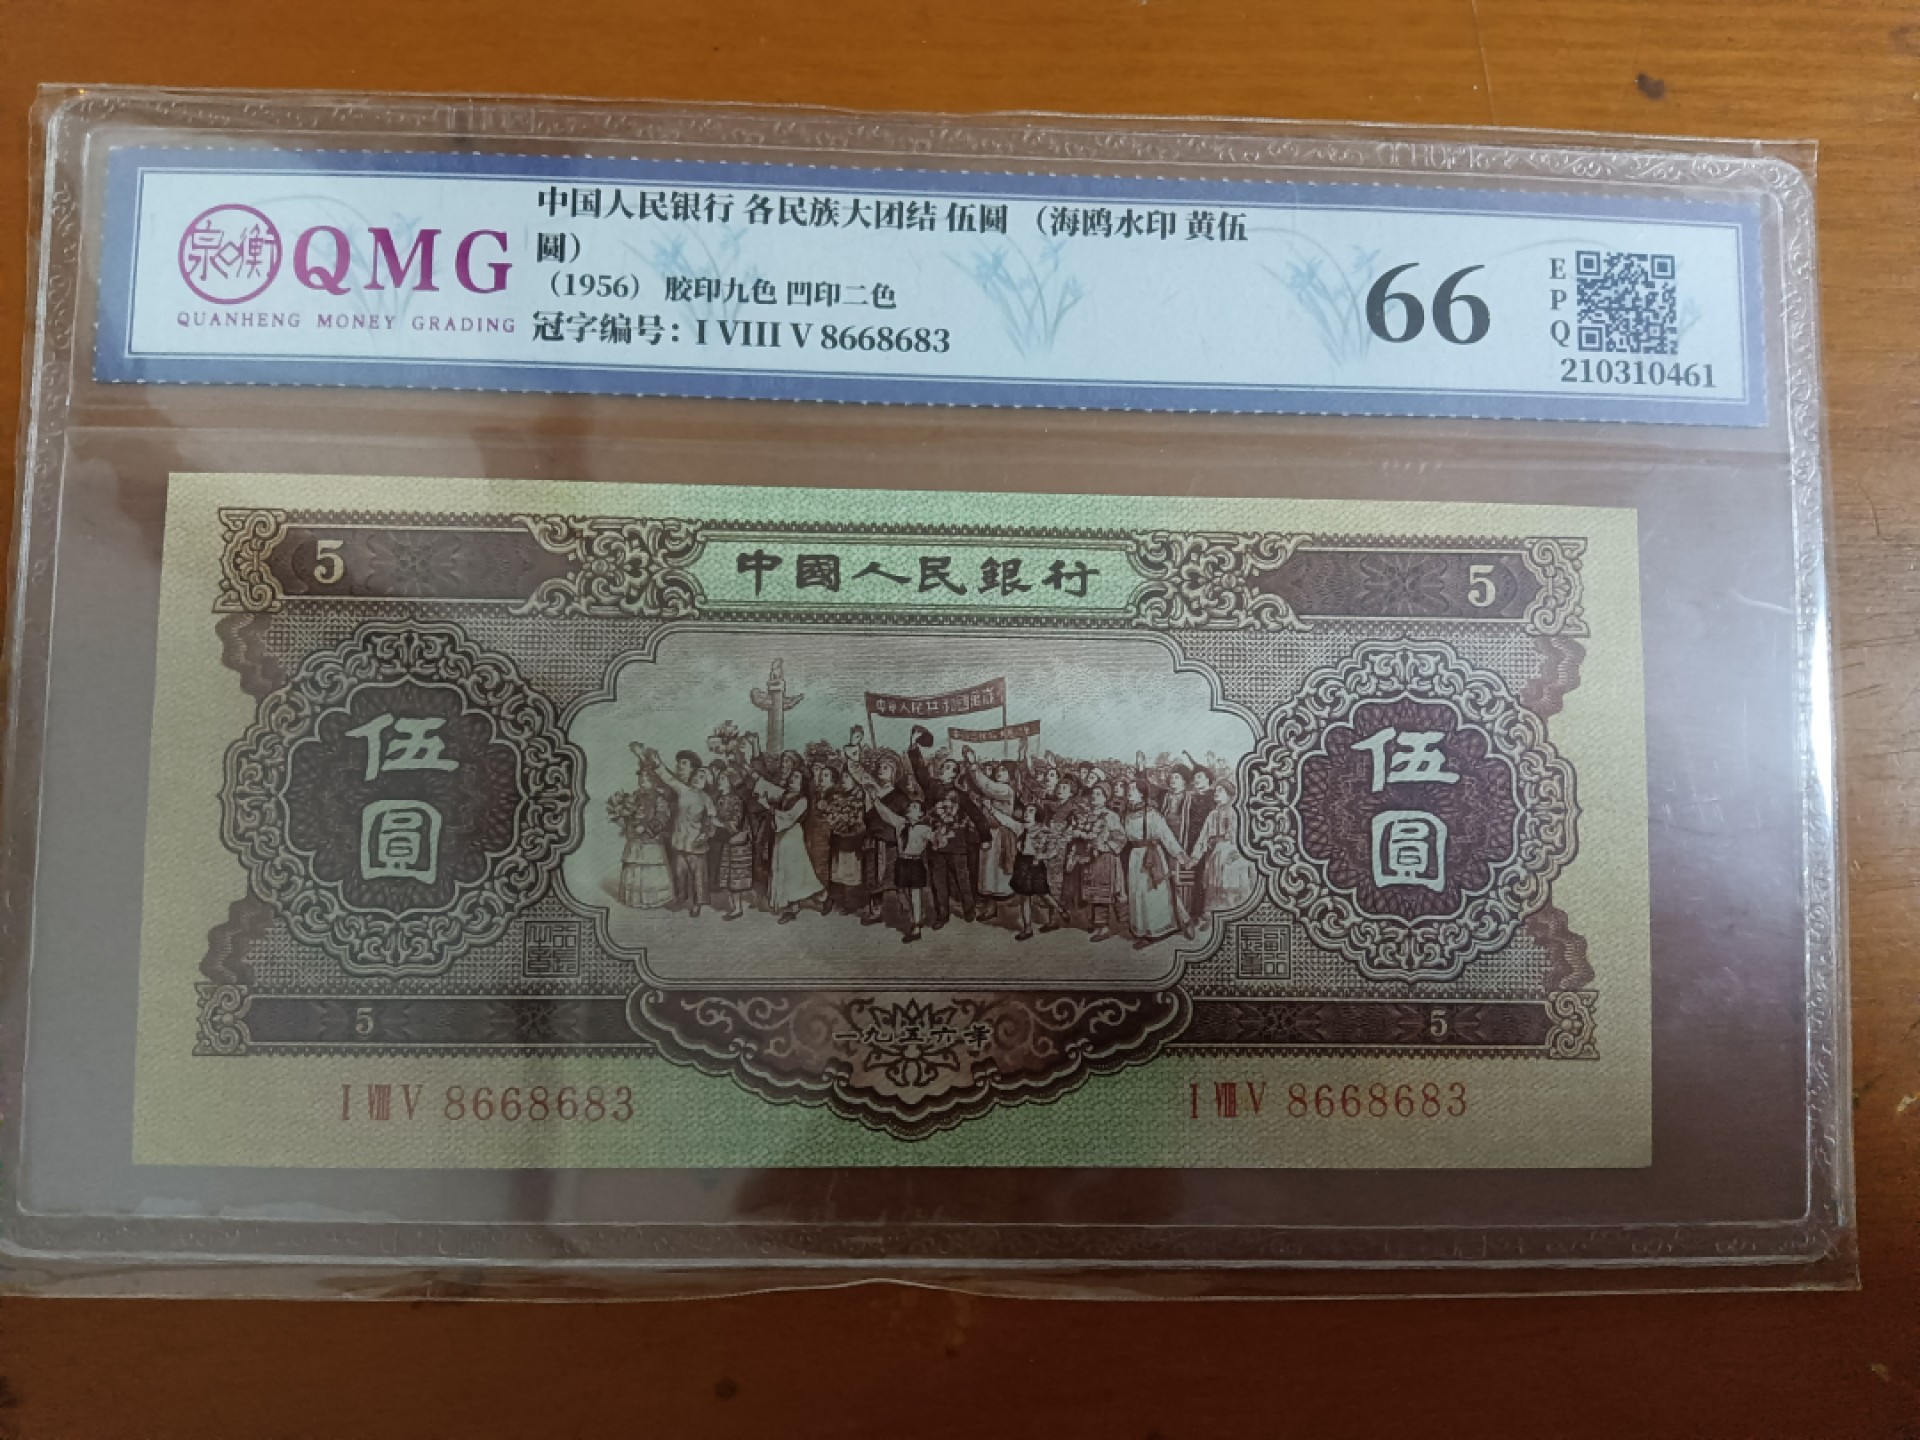 泉衡
QMG
QUANHENG MONEY GRADING
中国人民银行 各民族大团结 伍圆 （海鸥水印 黄伍
圆）
（1956） 胶印九色 凹印二色
冠字编号：I VIII V 8668683
66
EPQ
210310461
5
中國人民銀行
5
伍圓
伍圓
5
一九五六年
5
I VIII V 8668683
I VIII V 8668683